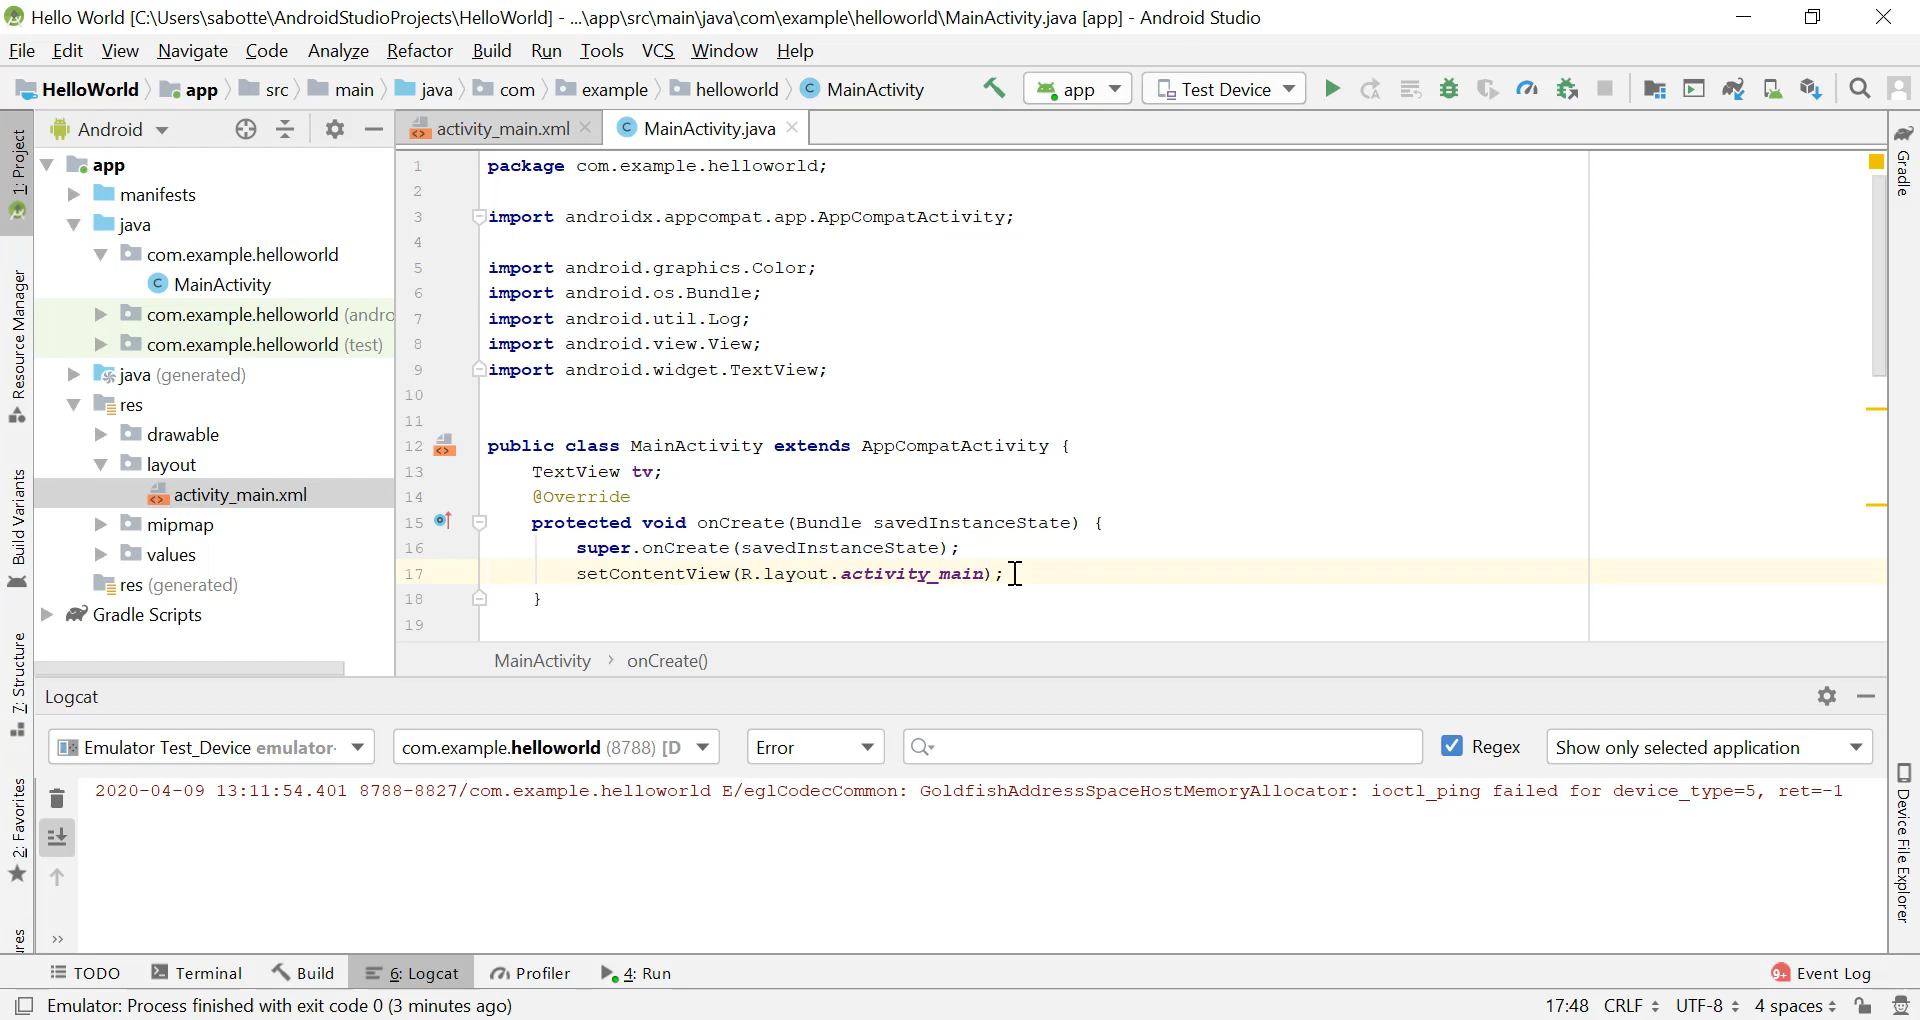 Hello World [C:\Users\sabotte\AndroidStudioProjects\HelloWorld] - ...\app\src\main\java\com\example\helloworld\MainActivity.java [app] - Android Studio
File Edit View Navigate Code Analyze Refactor Build Run Tools VCS Window Help
HelloWorld app src main java com example helloworld C MainActivity app Test Device
1: Project
Resource Manager
Build Variants
7: Structure
2: Favorites
Android
app
manifests
java
com.example.helloworld
C MainActivity
com.example.helloworld (andro
com.example.helloworld (test)
java (generated)
res
drawable
layout
activity_main.xml
mipmap
values
res (generated)
Gradle Scripts
activity_main.xml C MainActivity.java
1 package com.example.helloworld;
2
3 import androidx.appcompat.app.AppCompatActivity;
4
5 import android.graphics.Color;
6 import android.os.Bundle;
7 import android.util.Log;
8 import android.view.View;
9 import android.widget.TextView;
10
11
12 public class MainActivity extends AppCompatActivity {
13 TextView tv;
14 @Override
15 protected void onCreate(Bundle savedInstanceState) {
16 super.onCreate(savedInstanceState);
17 setContentView(R.layout.activity_main);
18 }
19
MainActivity › onCreate()
Gradle
Device File Explorer
Logcat
Emulator Test_Device emulator- com.example.helloworld (8788) [D Error Regex Show only selected application
2020-04-09 13:11:54.401 8788-8827/com.example.helloworld E/eglCodecCommon: GoldfishAddressSpaceHostMemoryAllocator: ioctl_ping failed for device_type=5, ret=-1
»
TODO Terminal Build 6: Logcat Profiler 4: Run 9+ Event Log
Emulator: Process finished with exit code 0 (3 minutes ago) 17:48 CRLF UTF-8 4 spaces